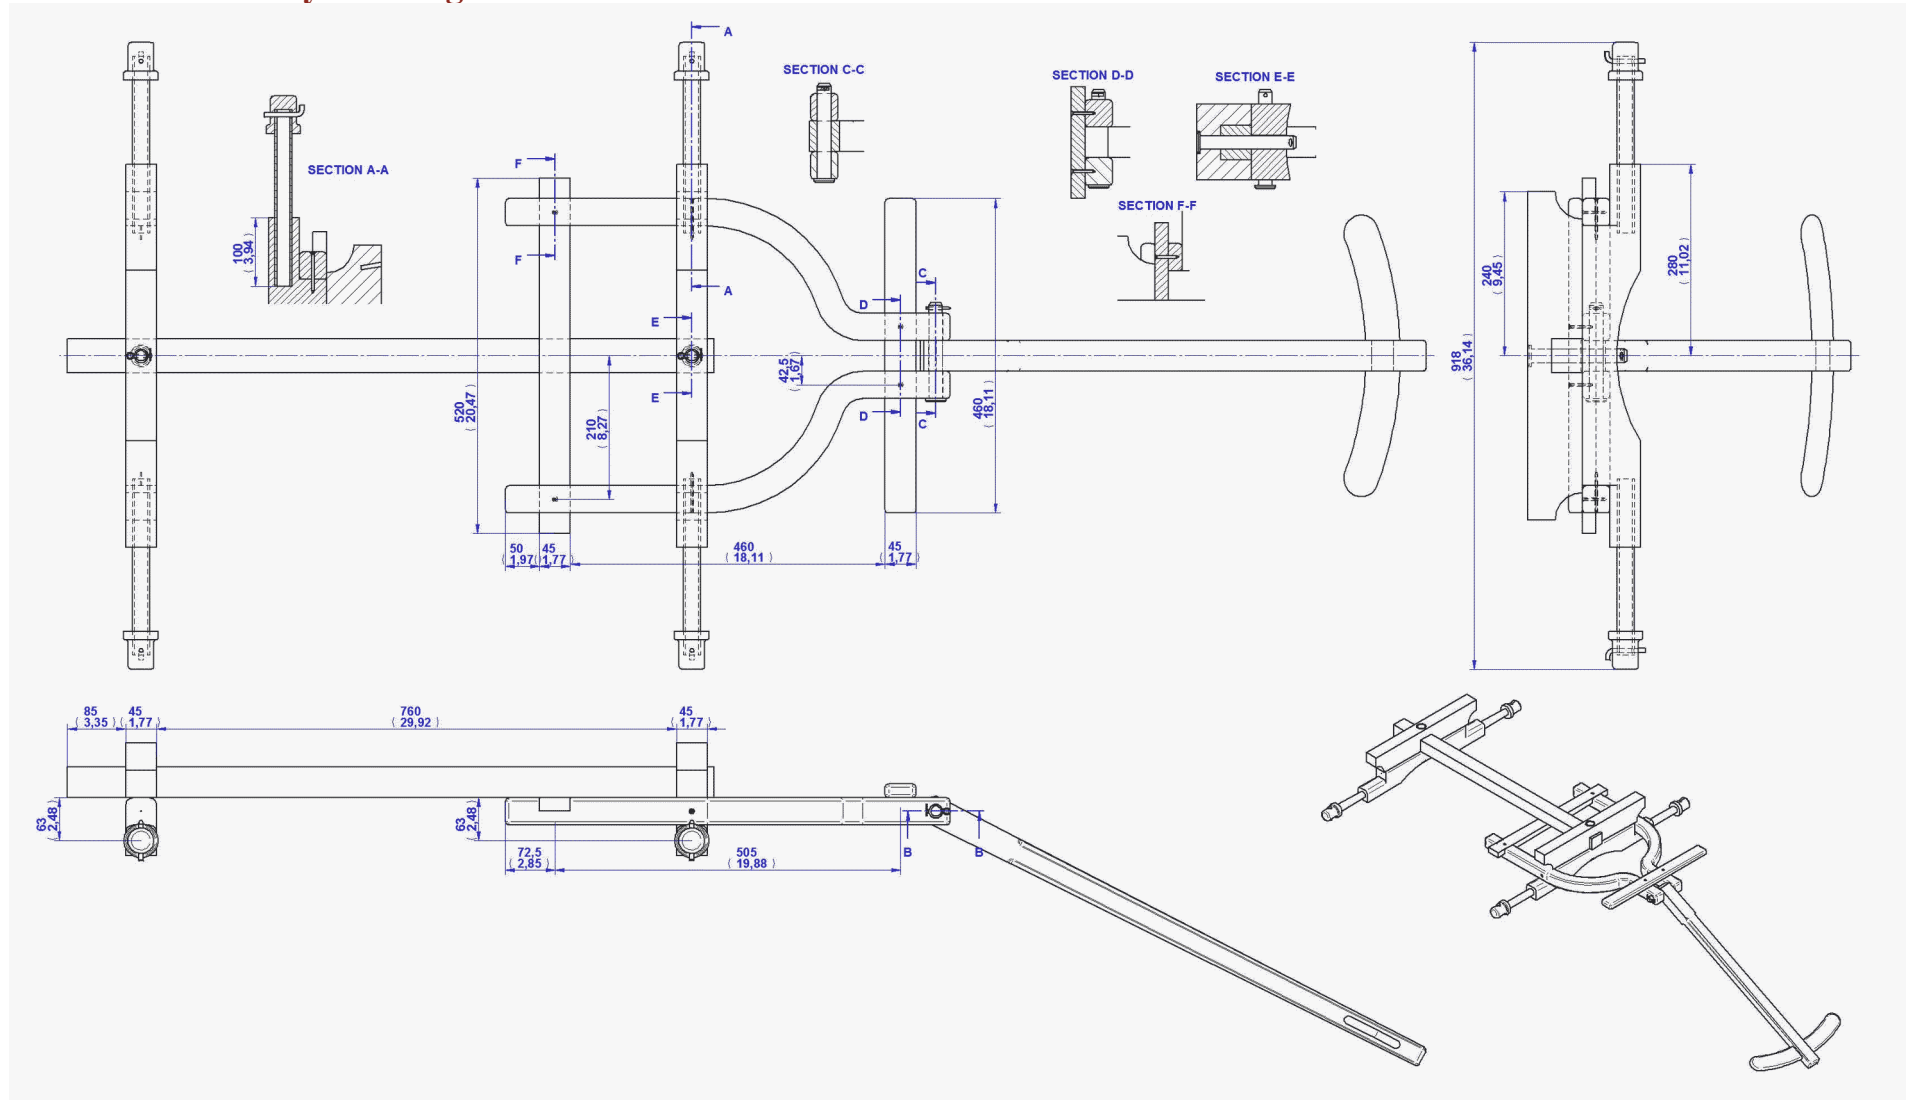 A
SECTION C-C
SECTION D-D
SECTION E-E
SECTION A-A
F
SECTION F-F
100
( 3,94 )
F
A
C
D
E
240
( 9,45 )
280
( 11,02 )
918
( 36,14 )
42,5
( 1,67 )
520
( 20,47 )
210
( 8,27 )
460
( 18,11 )
E
D
C
50
( 1,97
45
( 1,77 )
460
( 18,11 )
45
( 1,77 )
85
( 3,35 )
45
( 1,77 )
760
( 29,92 )
45
( 1,77 )
63
( 2,48 )
63
( 2,48 )
B
B
72,5
( 2,85 )
505
( 19,88 )